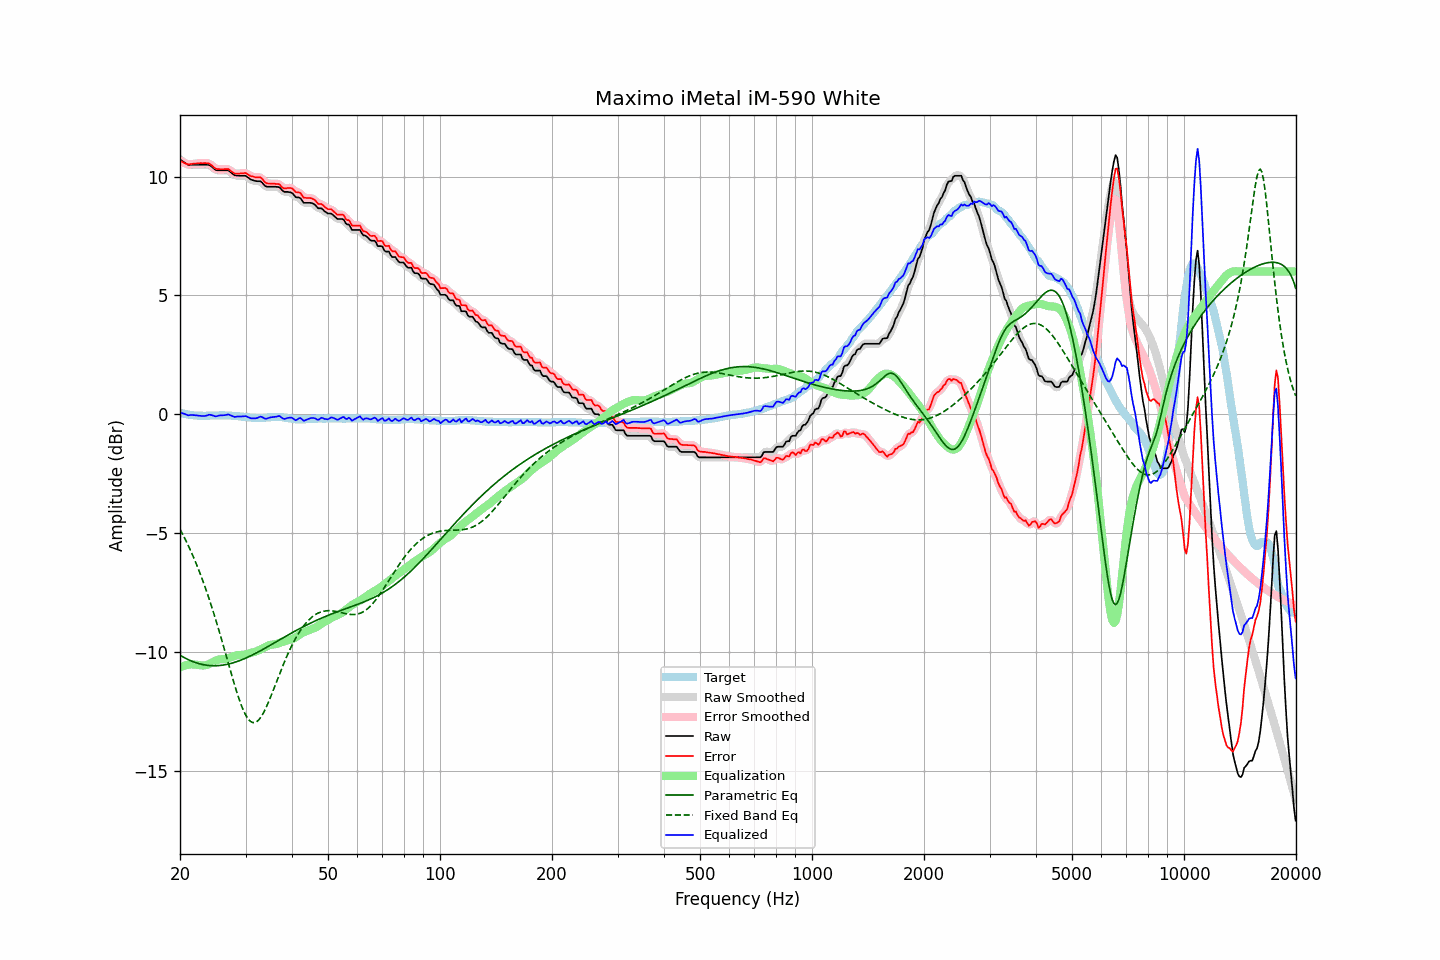 Maximo iMetal iM-590 White
Amplitude (dBr)
10
5
0
−5
−10
−15
Target
Raw Smoothed
Error Smoothed
Raw
Error
Equalization
Parametric Eq
Fixed Band Eq
Equalized
20 50 100 200 500 1000 2000 5000 10000 20000
Frequency (Hz)